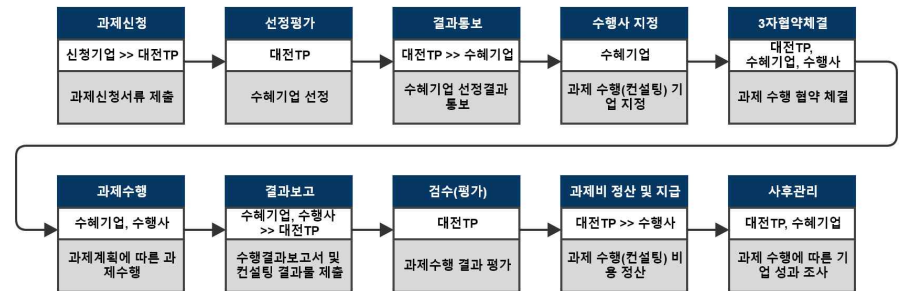 과제신청
신청기업 >> 대전TP
과제신청서류 제출
선정평가
대전TP
수혜기업 선정
결과통보
대전TP >> 수혜기업
수혜기업 선정결과
통보
수행사 지정
수혜기업
과제 수행(컨설팅) 기
업 지정
3자협약체결
대전TP,
수혜기업, 수행사
과제 수행 협약 체결
과제수행
수혜기업, 수행사
과제계획에 따른 과
제수행
결과보고
수혜기업, 수행사
>> 대전TP
수행결과보고서 및
컨설팅 결과물 제출
검수(평가)
대전TP
과제수행 결과 평가
과제비 정산 및 지급
대전TP >> 수행사
과제 수행(컨설팅) 비
용 정산
사후관리
대전TP, 수혜기업
과제 수행에 따른 기
업 성과 조사